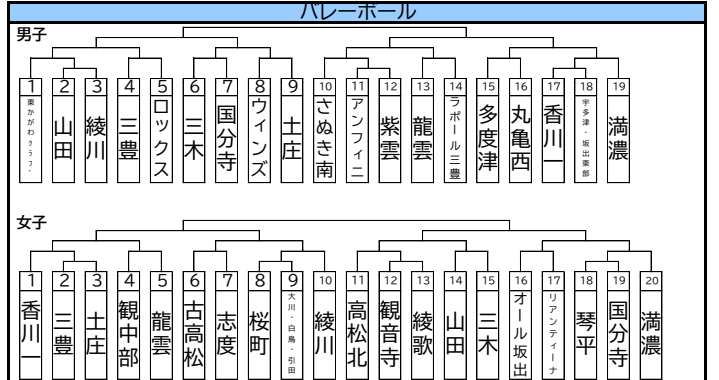 バレーボール
男子
1 2 3 4 5 6 7 8 9 10 11 12 13 14 15 16 17 18 19
東かがわクラブ
山田
綾川
三豊
ロックス
三木
国分寺
ウィンズ
土庄
さぬき南
アンフィニ
紫雲
龍雲
ラポール三豊
多度津
丸亀西
香川一
宇多津・坂出東部
満濃
女子
1 2 3 4 5 6 7 8 9 10 11 12 13 14 15 16 17 18 19 20
香川一
三豊
土庄
観中部
龍雲
古高松
志度
桜町
大川・白鳥・引田
綾川
高松北
観音寺
綾歌
山田
三木
オール坂出
リアンティーナ
琴平
国分寺
満濃